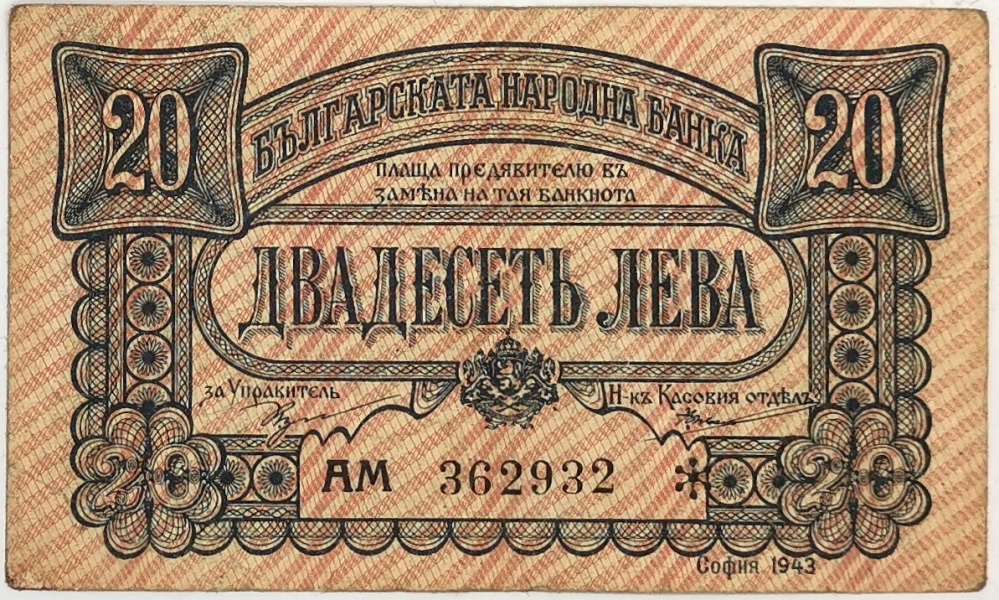 20 БЪЛГАРСКАТА НАРОДНА БАНКА 20
ПЛАЩА ПРЕДЯВИТЕЛЮ ВЪ
ЗАМѢНА НА ТАЯ БАНКНОТА
ДВАДЕСЕТЬ ЛЕВА
за Управитель
Н-къ Касовия отдѣлъ
АМ 362932 *
20 20
София 1943